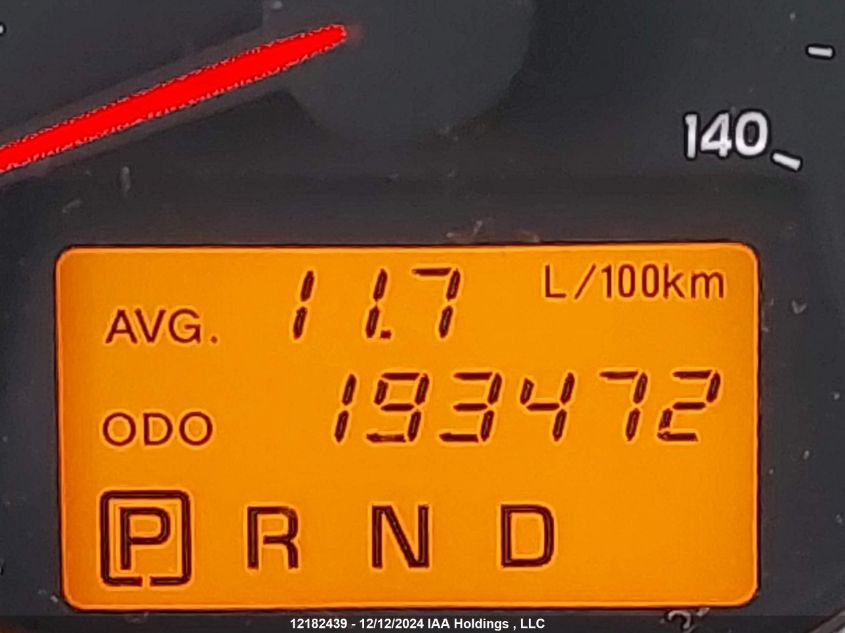 140
AVG. 11.7 L/100km
ODO 193472
P R N D
12182439 - 12/12/2024 IAA Holdings , LLC